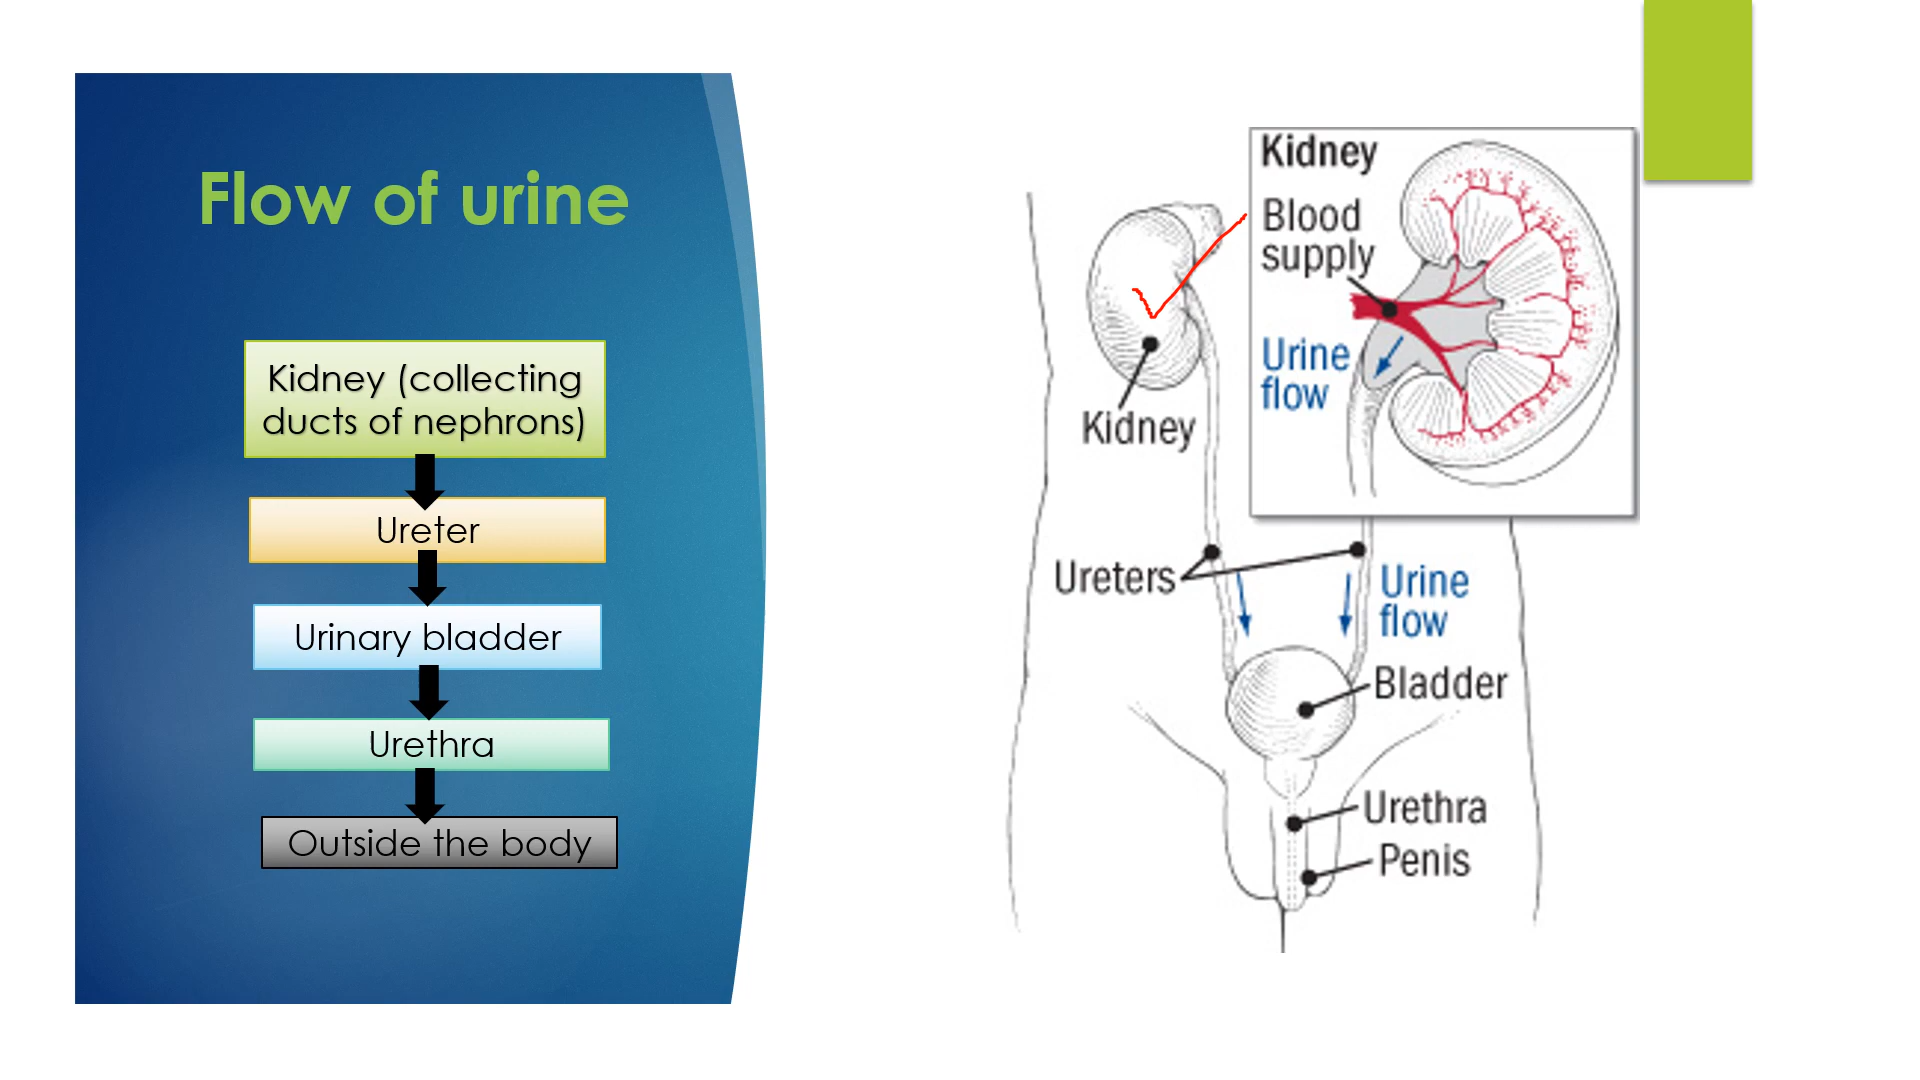 Flow of urine
Kidney (collecting
ducts of nephrons)
Ureter
Urinary bladder
Urethra
Outside the body
Kidney
Blood
supply
Urine
flow
Kidney
Ureters
Urine
flow
Bladder
Urethra
Penis